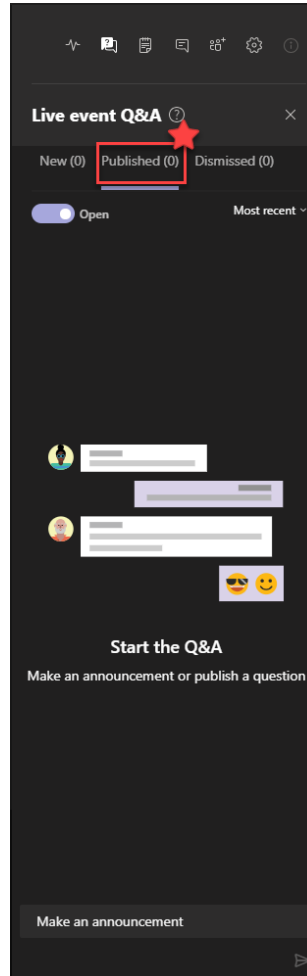 Live event Q&A
New (0) Published (0) Dismissed (0)
Open Most recent
Start the Q&A
Make an announcement or publish a question
Make an announcement